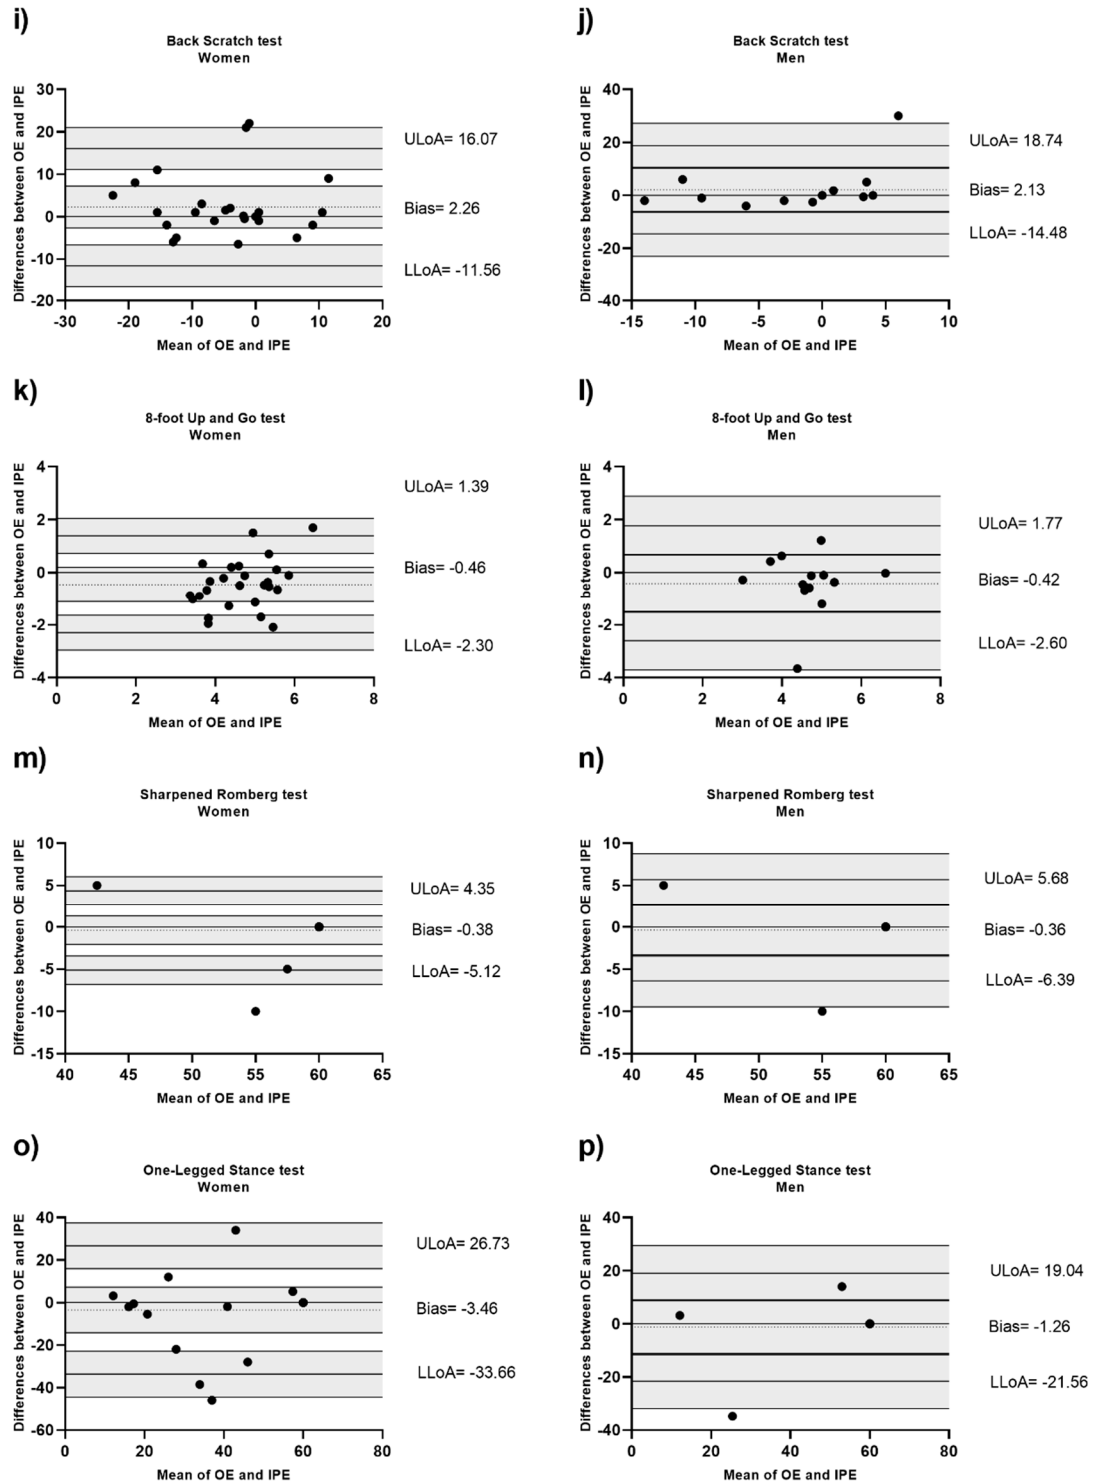 i)
Back Scratch test
Women
Differences between OE and IPE
30
20
10
0
-10
-20
-30
-20
-10
0
10
20
Mean of OE and IPE
ULoA= 16.07
Bias= 2.26
LLoA= -11.56
j)
Back Scratch test
Men
Differences between OE and IPE
40
20
0
-20
-40
-15
-10
-5
0
5
10
Mean of OE and IPE
ULoA= 18.74
Bias= 2.13
LLoA= -14.48
k)
8-foot Up and Go test
Women
Differences between OE and IPE
4
2
0
-2
-4
0
2
4
6
8
Mean of OE and IPE
ULoA= 1.39
Bias= -0.46
LLoA= -2.30
l)
8-foot Up and Go test
Men
Differences between OE and IPE
4
2
0
-2
-4
0
2
4
6
8
Mean of OE and IPE
ULoA= 1.77
Bias= -0.42
LLoA= -2.60
m)
Sharpened Romberg test
Women
Differences between OE and IPE
10
5
0
-5
-10
-15
40
45
50
55
60
65
Mean of OE and IPE
ULoA= 4.35
Bias= -0.38
LLoA= -5.12
n)
Sharpened Romberg test
Men
Differences between OE and IPE
10
5
0
-5
-10
-15
40
45
50
55
60
65
Mean of OE and IPE
ULoA= 5.68
Bias= -0.36
LLoA= -6.39
o)
One-Legged Stance test
Women
Differences between OE and IPE
40
20
0
-20
-40
-60
0
20
40
60
80
Mean of OE and IPE
ULoA= 26.73
Bias= -3.46
LLoA= -33.66
p)
One-Legged Stance test
Men
Differences between OE and IPE
40
20
0
-20
-40
0
20
40
60
80
Mean of OE and IPE
ULoA= 19.04
Bias= -1.26
LLoA= -21.56